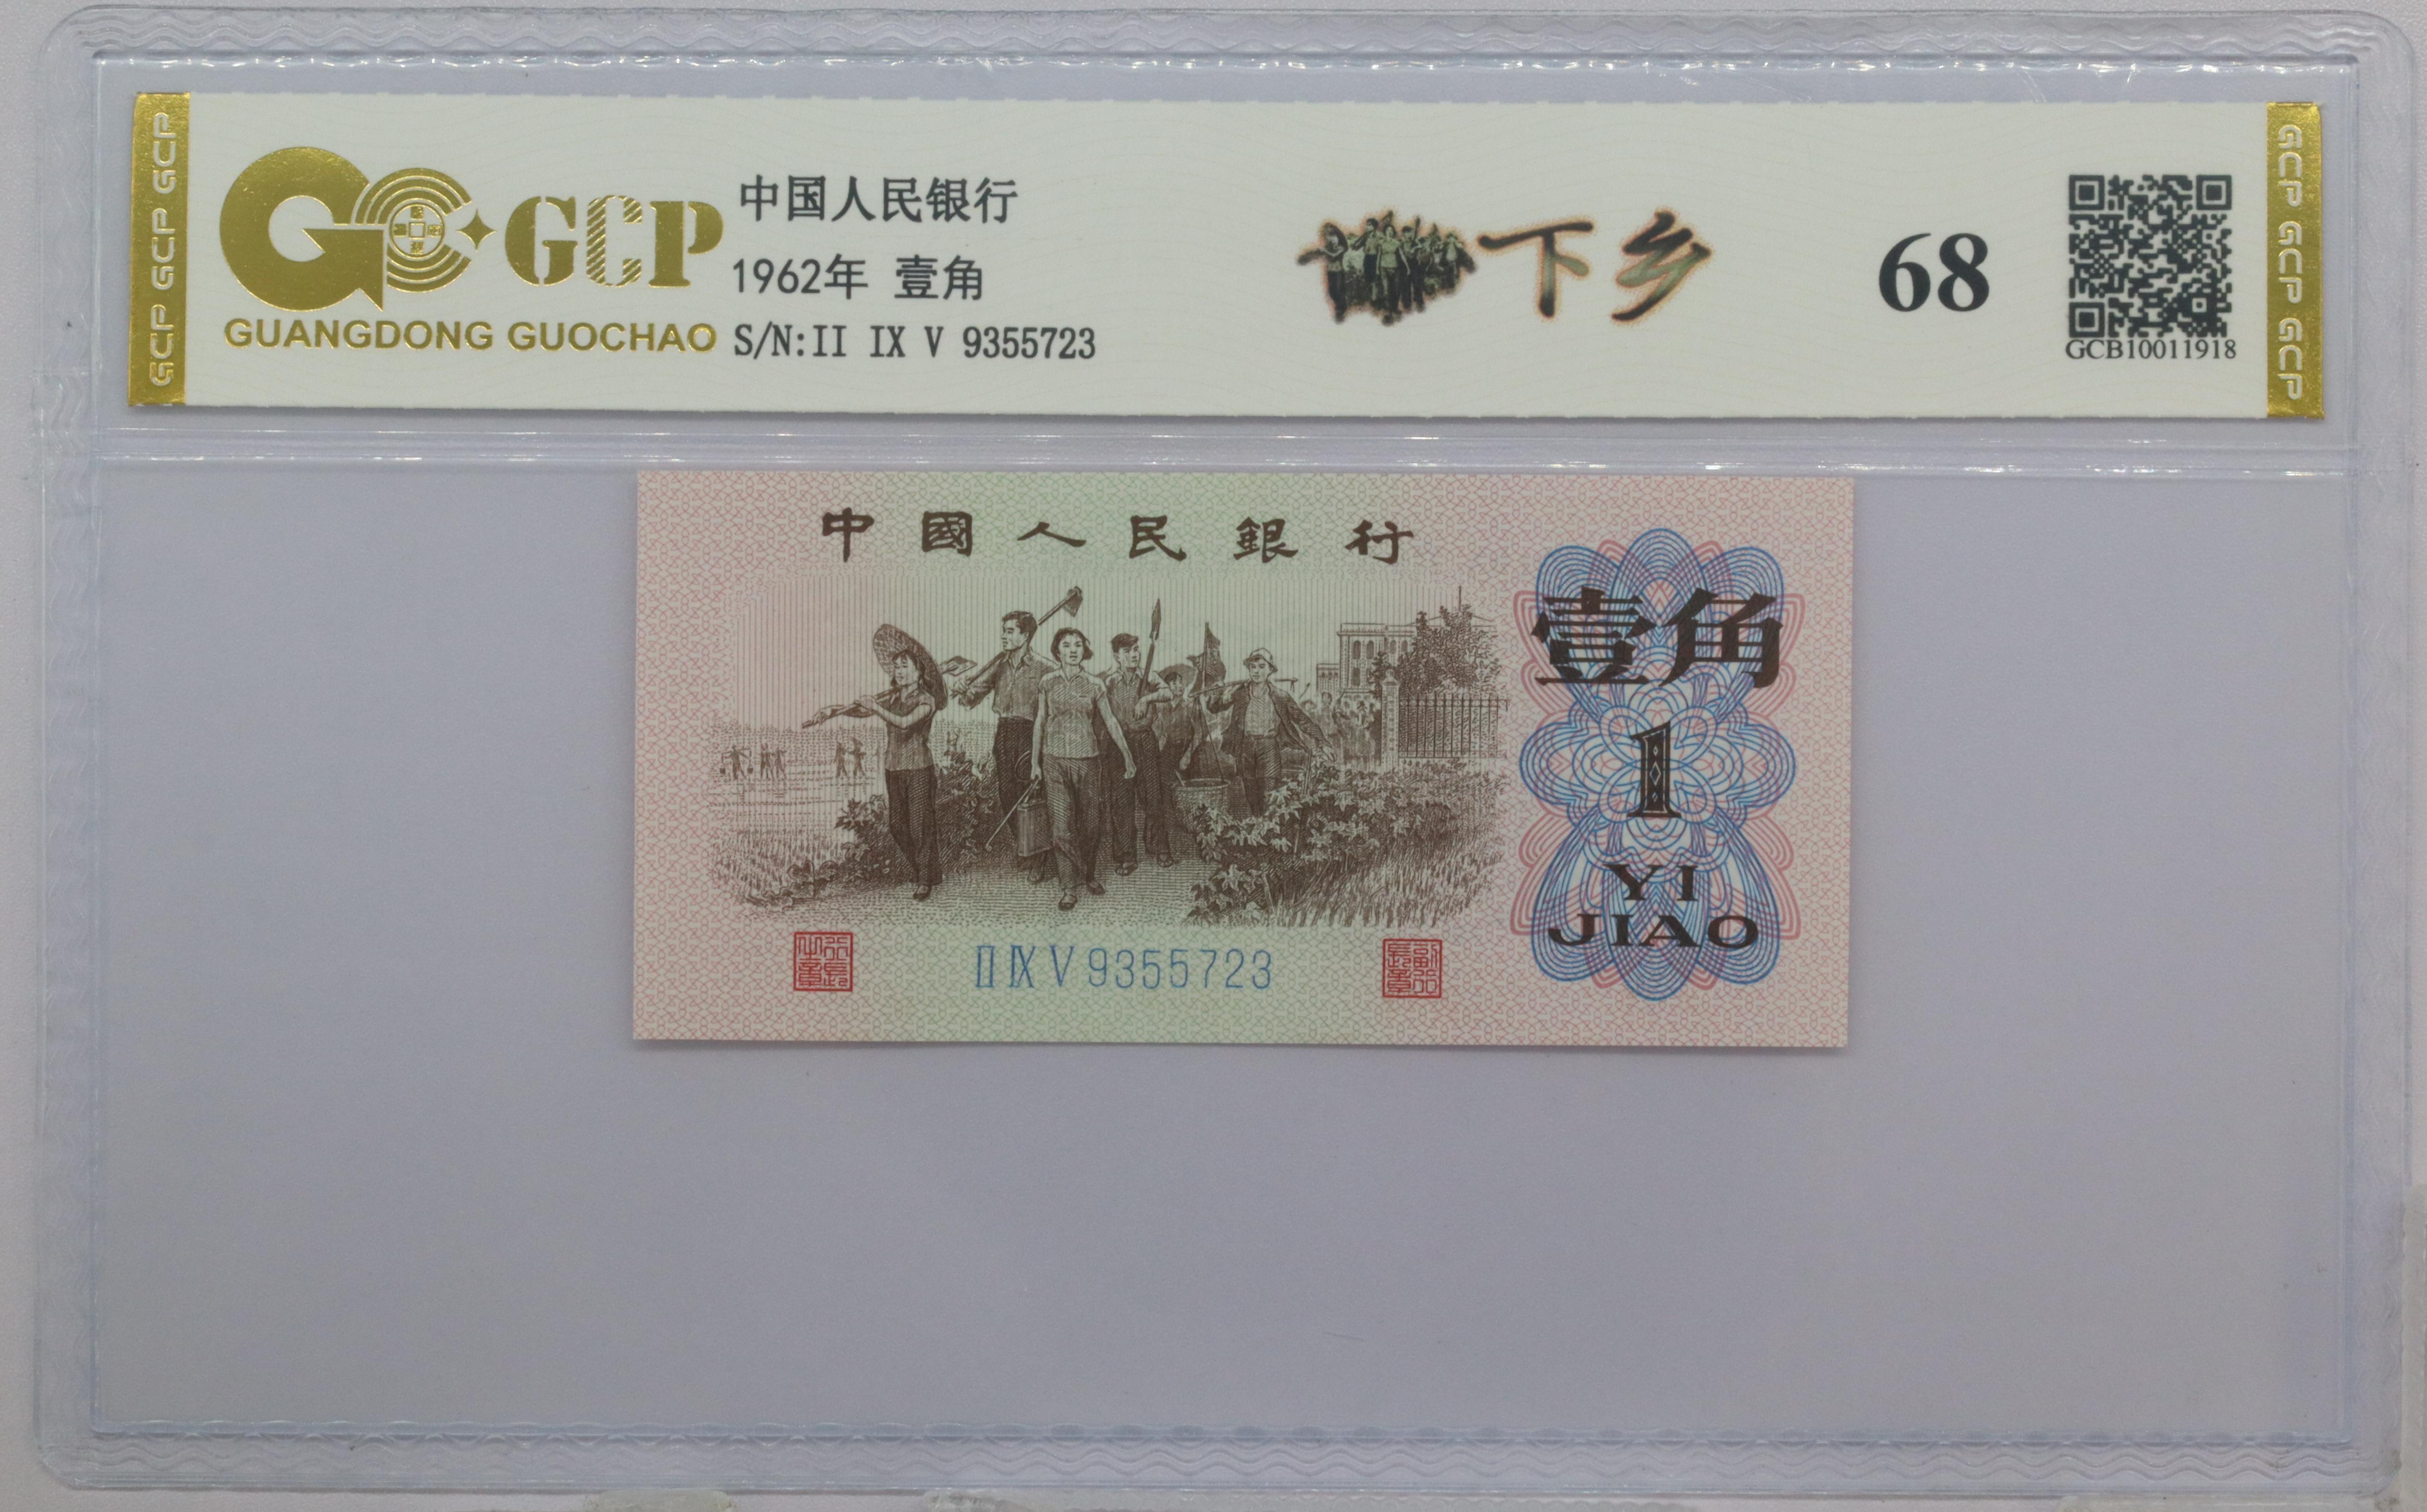 GCP GCP GCP
GCP
GUANGDONG GUOCHAO
中国人民银行
1962年 壹角
S/N:II IX V 9355723
下乡
68
GCB10011918
GCP GCP GCP
中國人民銀行
壹角
1
YI
JIAO
II IX V 9355723